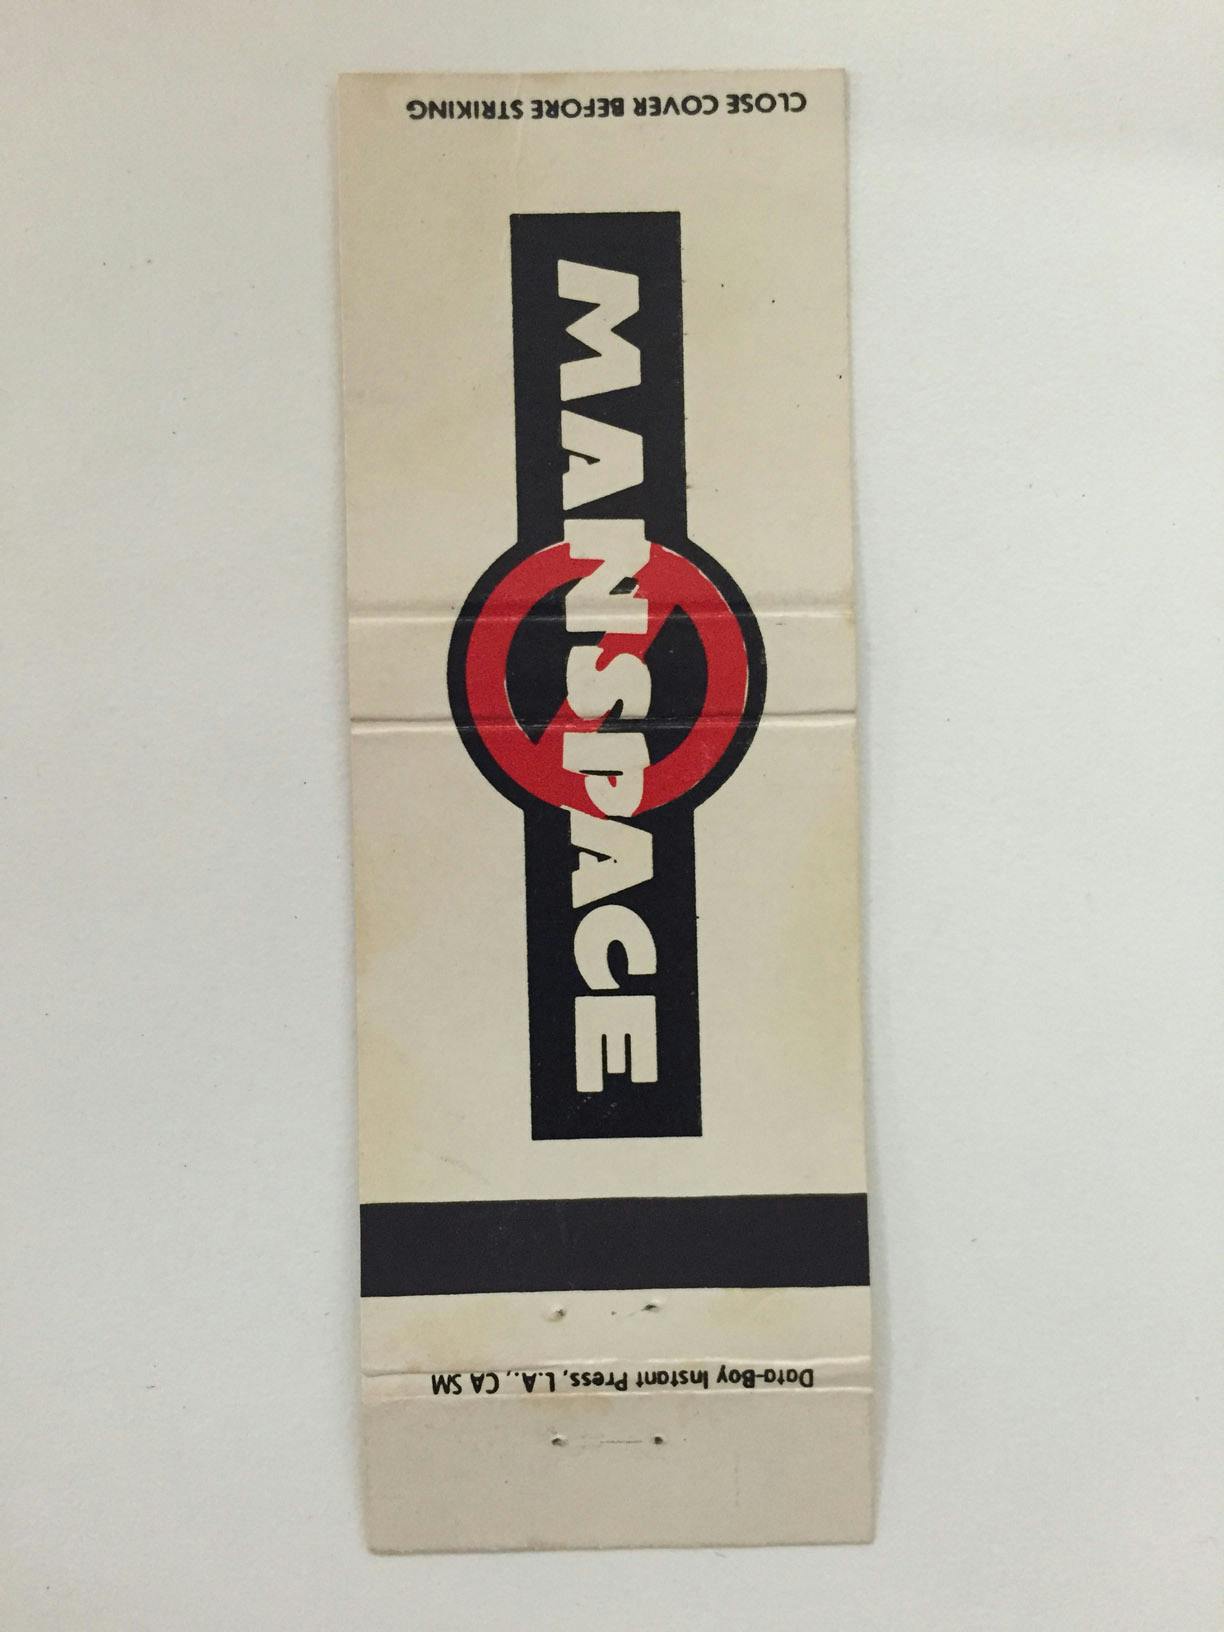 CLOSE COVER BEFORE STRIKING
MANSPACE
Data-Boy Instant Press, L.A., CA SM